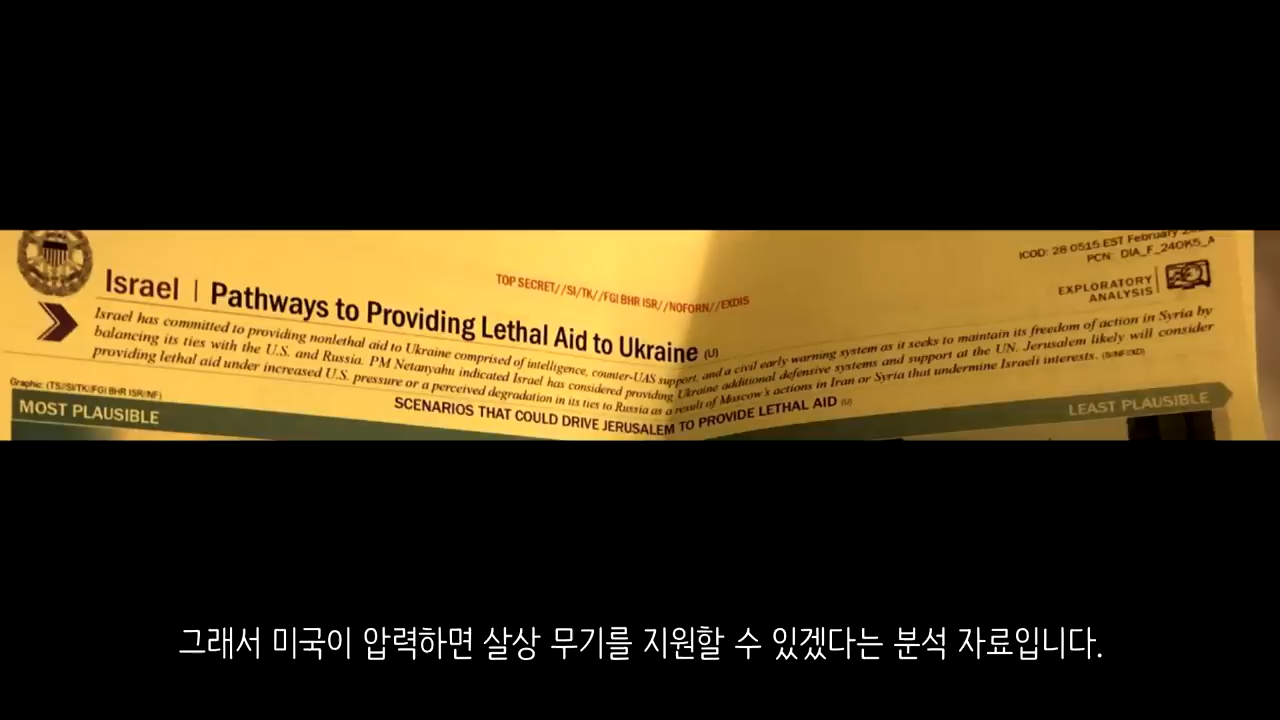 ICOD: 28 0515 EST February
PCN: DIA_F_240K5_A
TOP SECRET//SI/TK//FGI BHR ISR//NOFORN//EXDIS
EXPLORATORY
ANALYSIS
Israel | Pathways to Providing Lethal Aid to Ukraine (U)
Israel has committed to providing nonlethal aid to Ukraine comprised of intelligence, counter-UAS support, and a civil early warning system as it seeks to maintain its freedom of action in Syria by
balancing its ties with the U.S. and Russia. PM Netanyahu indicated Israel has considered providing Ukraine additional defensive systems and support at the UN. Jerusalem likely will consider
providing lethal aid under increased U.S. pressure or a perceived degradation in its ties to Russia as a result of Moscow's actions in Iran or Syria that undermine Israeli interests.
Graphic: (TS//SI/TK//FGI BHR ISR/NF)
SCENARIOS THAT COULD DRIVE JERUSALEM TO PROVIDE LETHAL AID (U)
MOST PLAUSIBLE
LEAST PLAUSIBLE
그래서 미국이 압력하면 살상 무기를 지원할 수 있겠다는 분석 자료입니다.